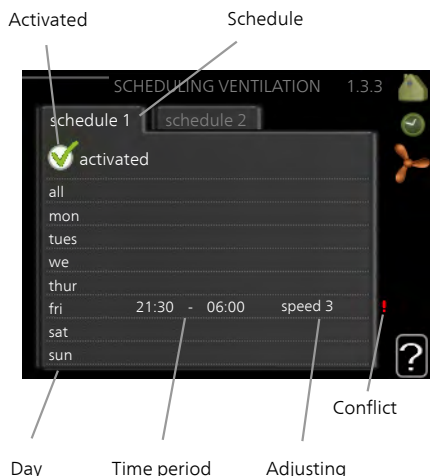 Activated Schedule
SCHEDULING VENTILATION 1.3.3
schedule 1 schedule 2
activated
all
mon
tues
we
thur
fri 21:30 - 06:00 speed 3 !
sat
sun
?
Conflict
Day Time period Adjusting